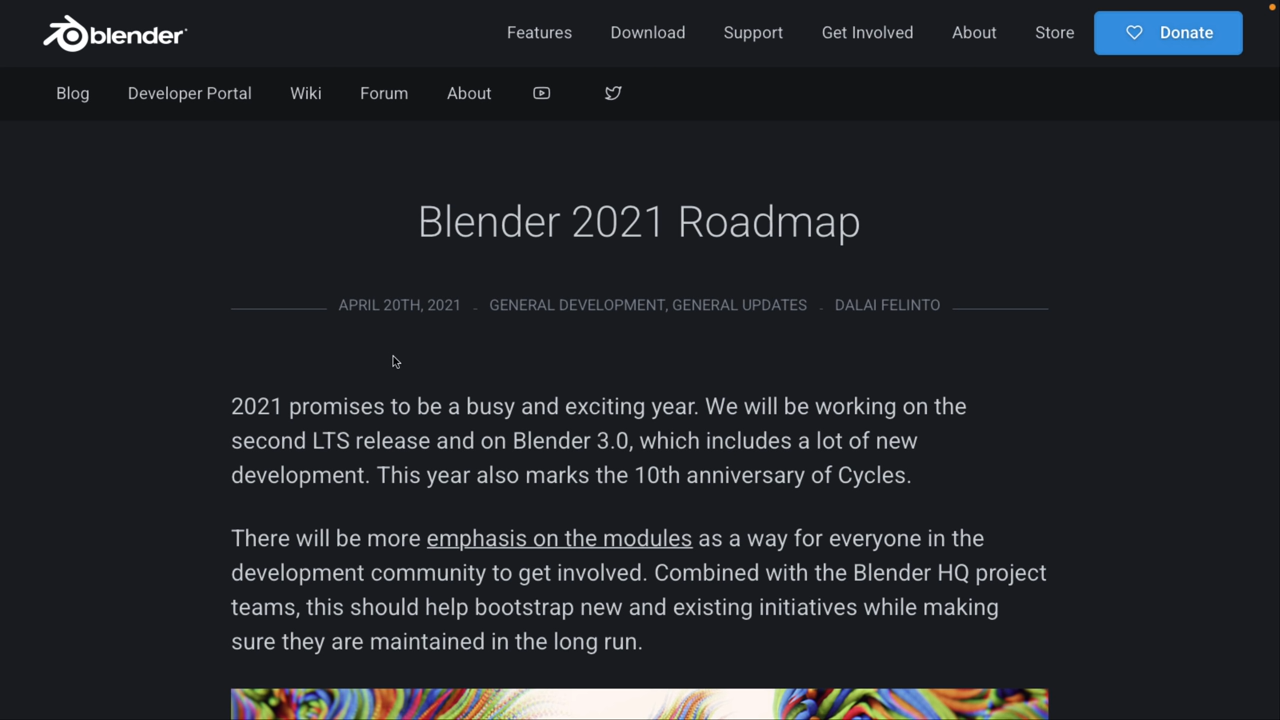 blender
Features Download Support Get Involved About Store Donate
Blog Developer Portal Wiki Forum About
Blender 2021 Roadmap
APRIL 20TH, 2021 - GENERAL DEVELOPMENT, GENERAL UPDATES - DALAI FELINTO
2021 promises to be a busy and exciting year. We will be working on the
second LTS release and on Blender 3.0, which includes a lot of new
development. This year also marks the 10th anniversary of Cycles.
There will be more emphasis on the modules as a way for everyone in the
development community to get involved. Combined with the Blender HQ project
teams, this should help bootstrap new and existing initiatives while making
sure they are maintained in the long run.